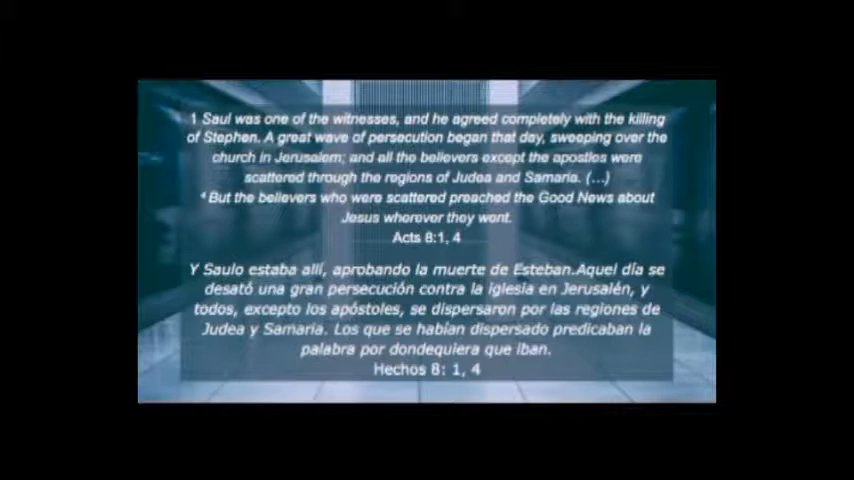 1 Saul was one of the witnesses, and he agreed completely with the killing
of Stephen. A great wave of persecution began that day, sweeping over the
church in Jerusalem; and all the believers except the apostles were
scattered through the regions of Judea and Samaria. (...)
⁴ But the believers who were scattered preached the Good News about
Jesus wherever they went.
Acts 8:1, 4
Y Saulo estaba allí, aprobando la muerte de Esteban.Aquel día se
desató una gran persecución contra la iglesia en Jerusalén, y
todos, excepto los apóstoles, se dispersaron por las regiones de
Judea y Samaria. Los que se habían dispersado predicaban la
palabra por dondequiera que iban.
Hechos 8: 1, 4